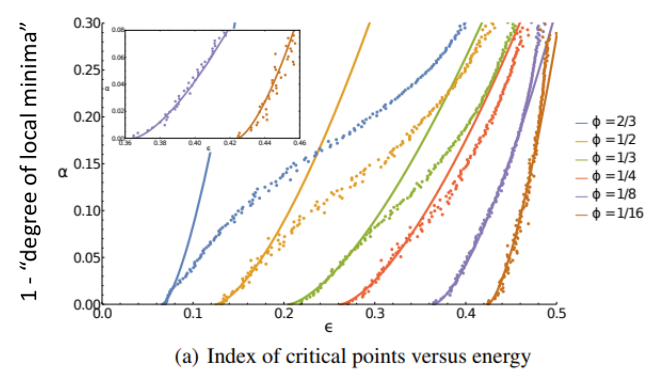 1 - “degree of local minima”
α
0.30
0.25
0.20
0.15
0.10
0.05
0.00
0.0 0.1 0.2 0.3 0.4 0.5
ϵ
0.08
0.06
0.04
0.02
0.00
α
0.36 0.38 0.40 0.42 0.44 0.46
ϵ
ϕ = 2/3
ϕ = 1/2
ϕ = 1/3
ϕ = 1/4
ϕ = 1/8
ϕ = 1/16
(a) Index of critical points versus energy